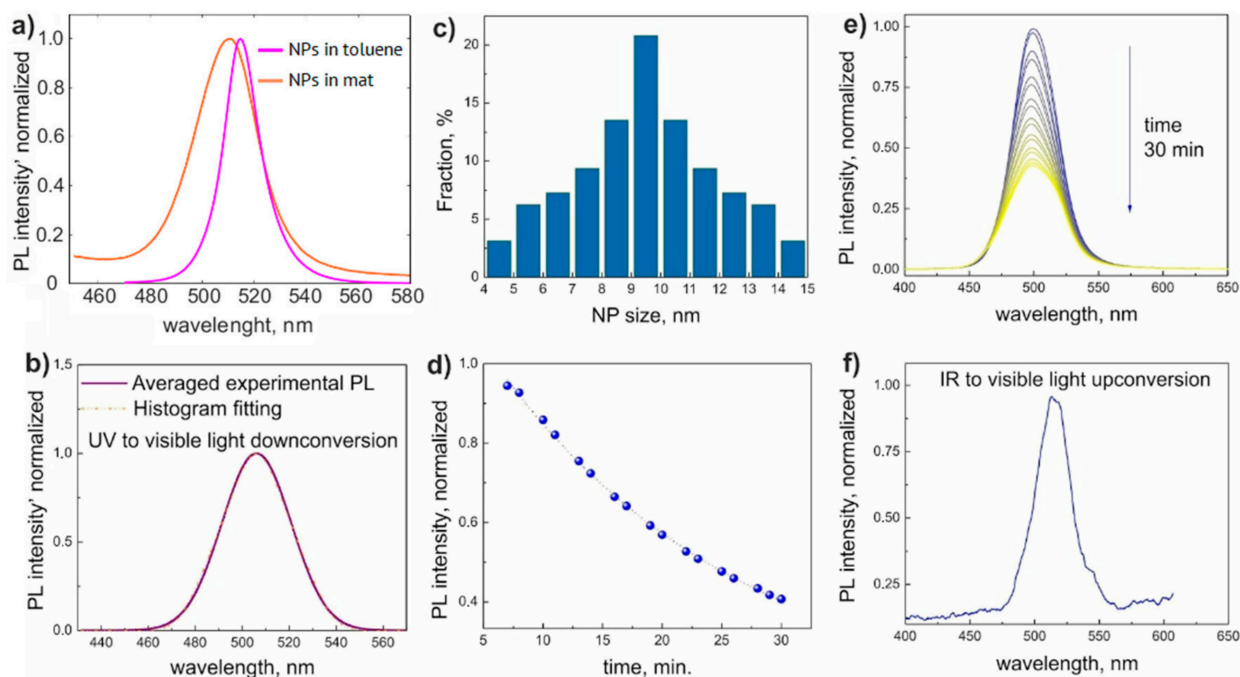 a)
PL intensity' normalized
1.0
0.8
0.6
0.4
0.2
0
460
480
500
520
540
560
580
wavelenght, nm
NPs in toluene
NPs in mat
c)
Fraction, %
20
15
10
5
0
4
5
6
7
8
9
10
11
12
13
14
15
NP size, nm
e)
PL intensity, normalized
1.00
0.75
0.50
0.25
0.00
400
450
500
550
600
650
wavelength, nm
time
30 min
b)
PL intensity' normalized
1,5
1.0
0.5
0.0
440
460
480
500
520
540
560
wavelength, nm
Averaged experimental PL
Histogram fitting
UV to visible light downconversion
d)
PL intensity, normalized
1.0
0.8
0.6
0.4
5
10
15
20
25
30
time, min.
f)
PL intensity, normalized
1.00
0.75
0.50
0.25
400
450
500
550
600
650
wavelength, nm
IR to visible light upconversion